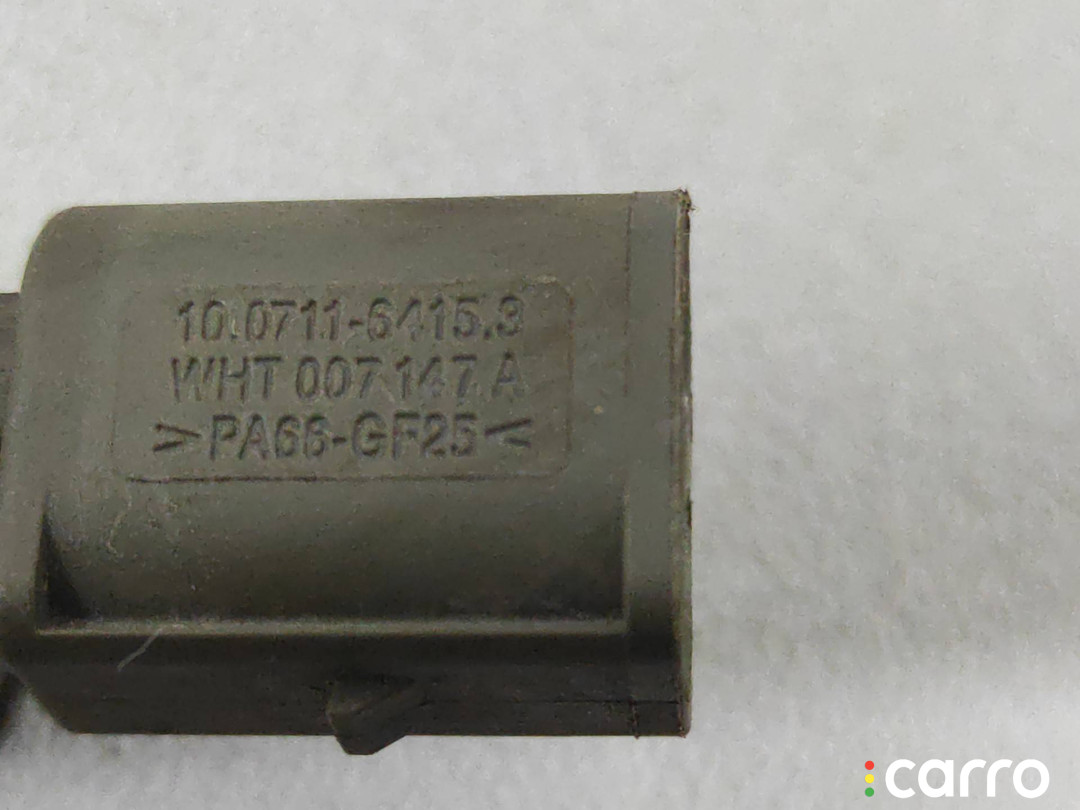 10.0711-6415.3
WHT 007 147 A
>PA66-GF25<
carro